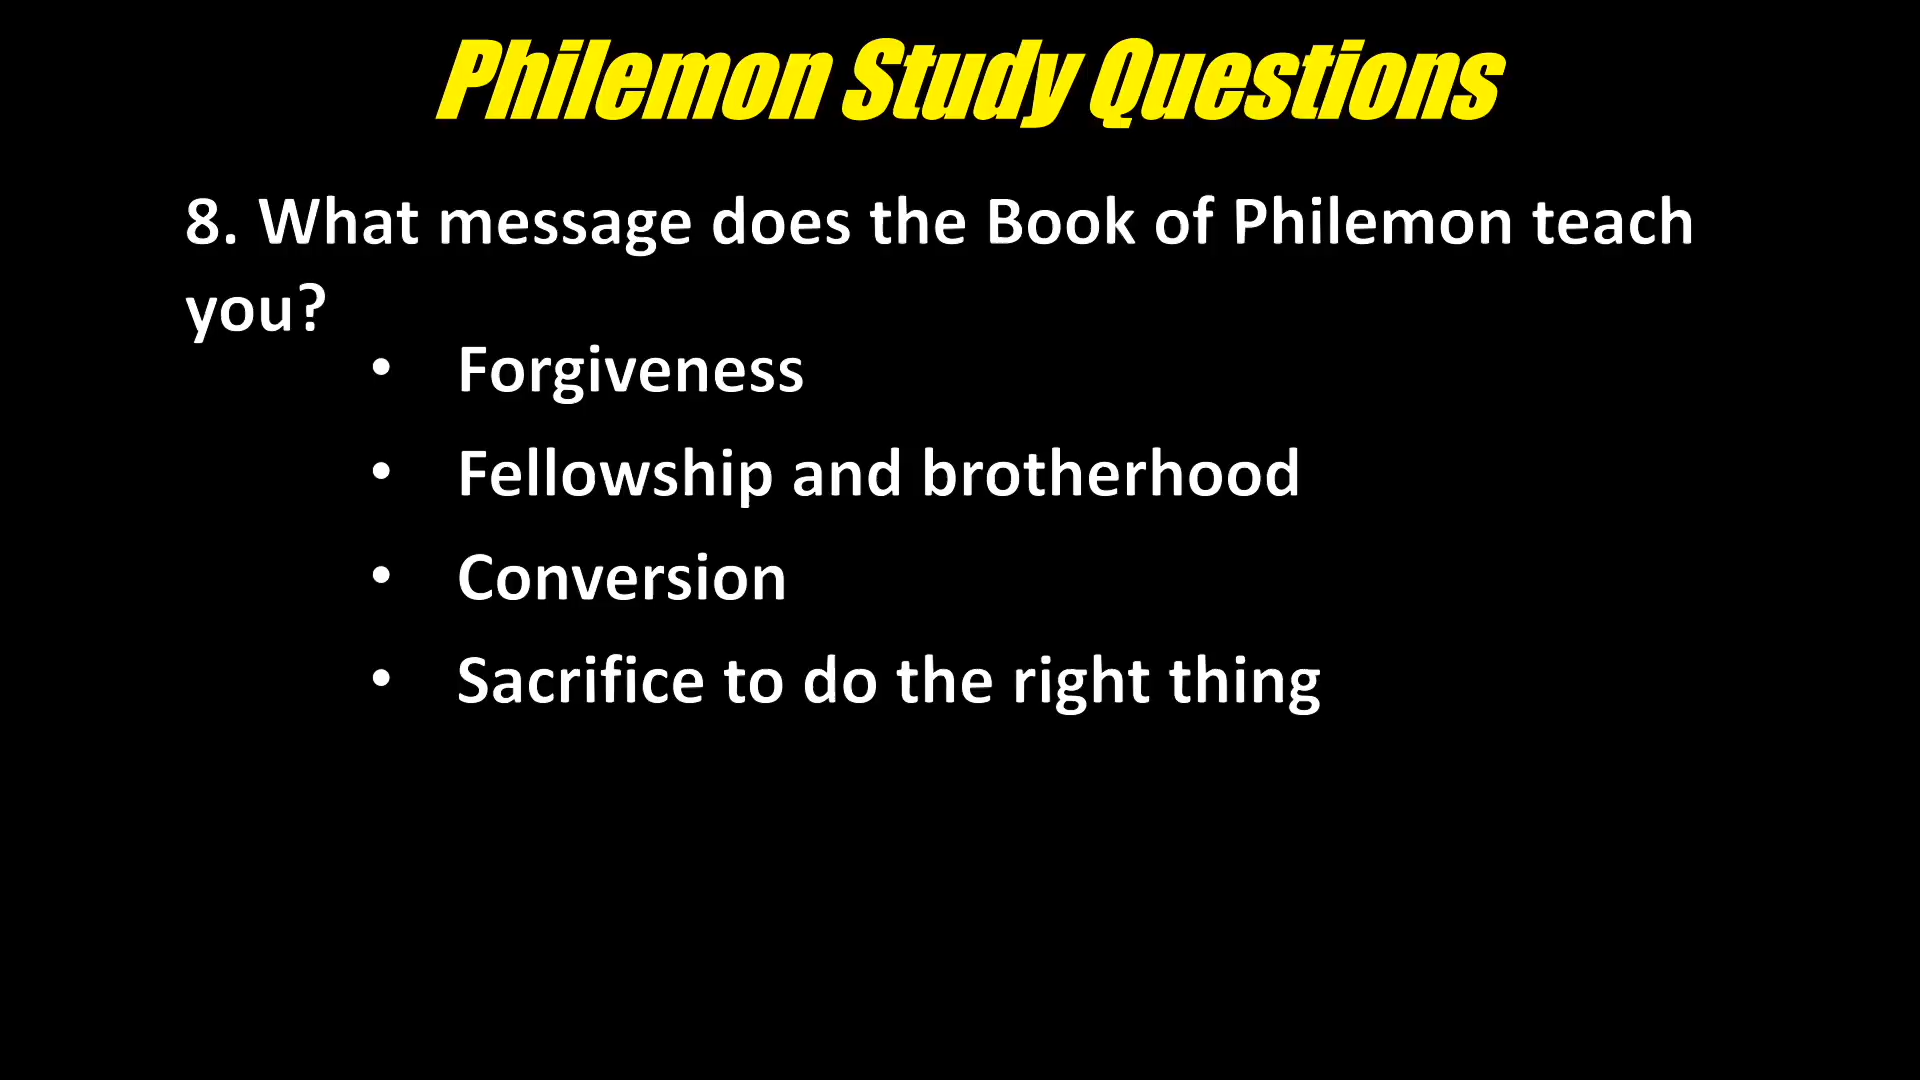 Philemon Study Questions
8. What message does the Book of Philemon teach
you?
• Forgiveness
• Fellowship and brotherhood
• Conversion
• Sacrifice to do the right thing